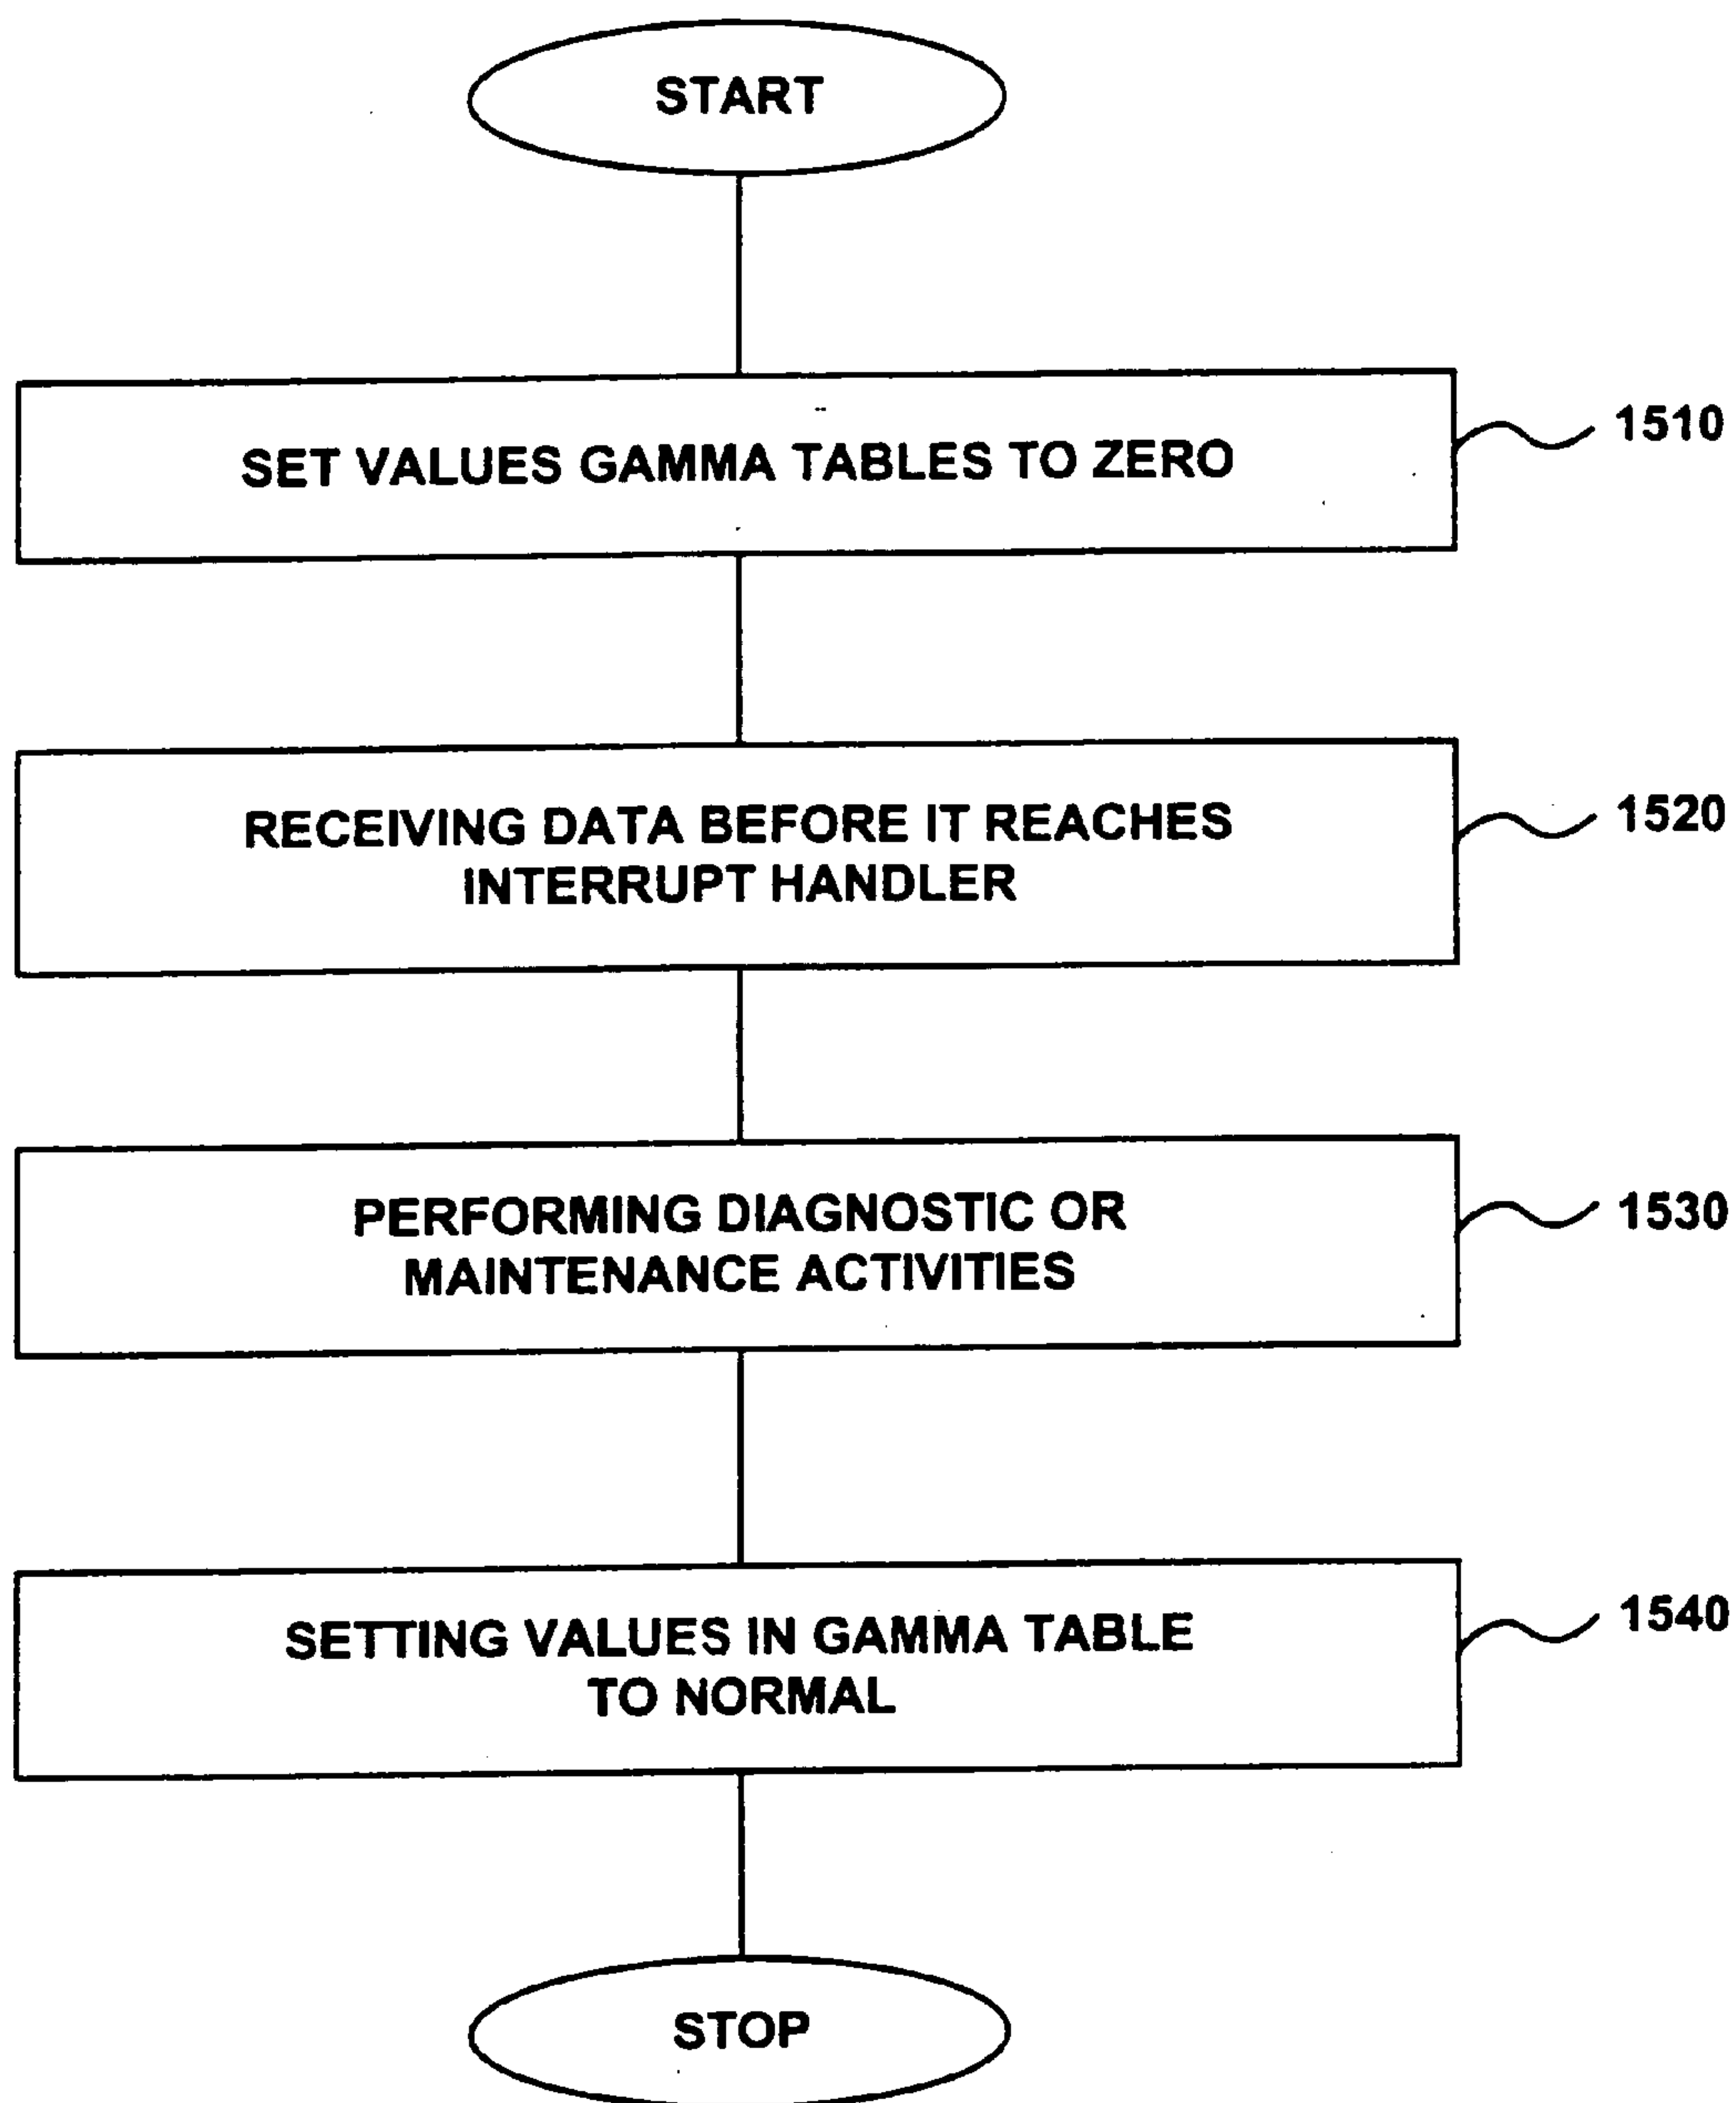 START
SET VALUES GAMMA TABLES TO ZERO
1510
RECEIVING DATA BEFORE IT REACHES
INTERRUPT HANDLER
1520
PERFORMING DIAGNOSTIC OR
MAINTENANCE ACTIVITIES
1530
SETTING VALUES IN GAMMA TABLE
TO NORMAL
1540
STOP